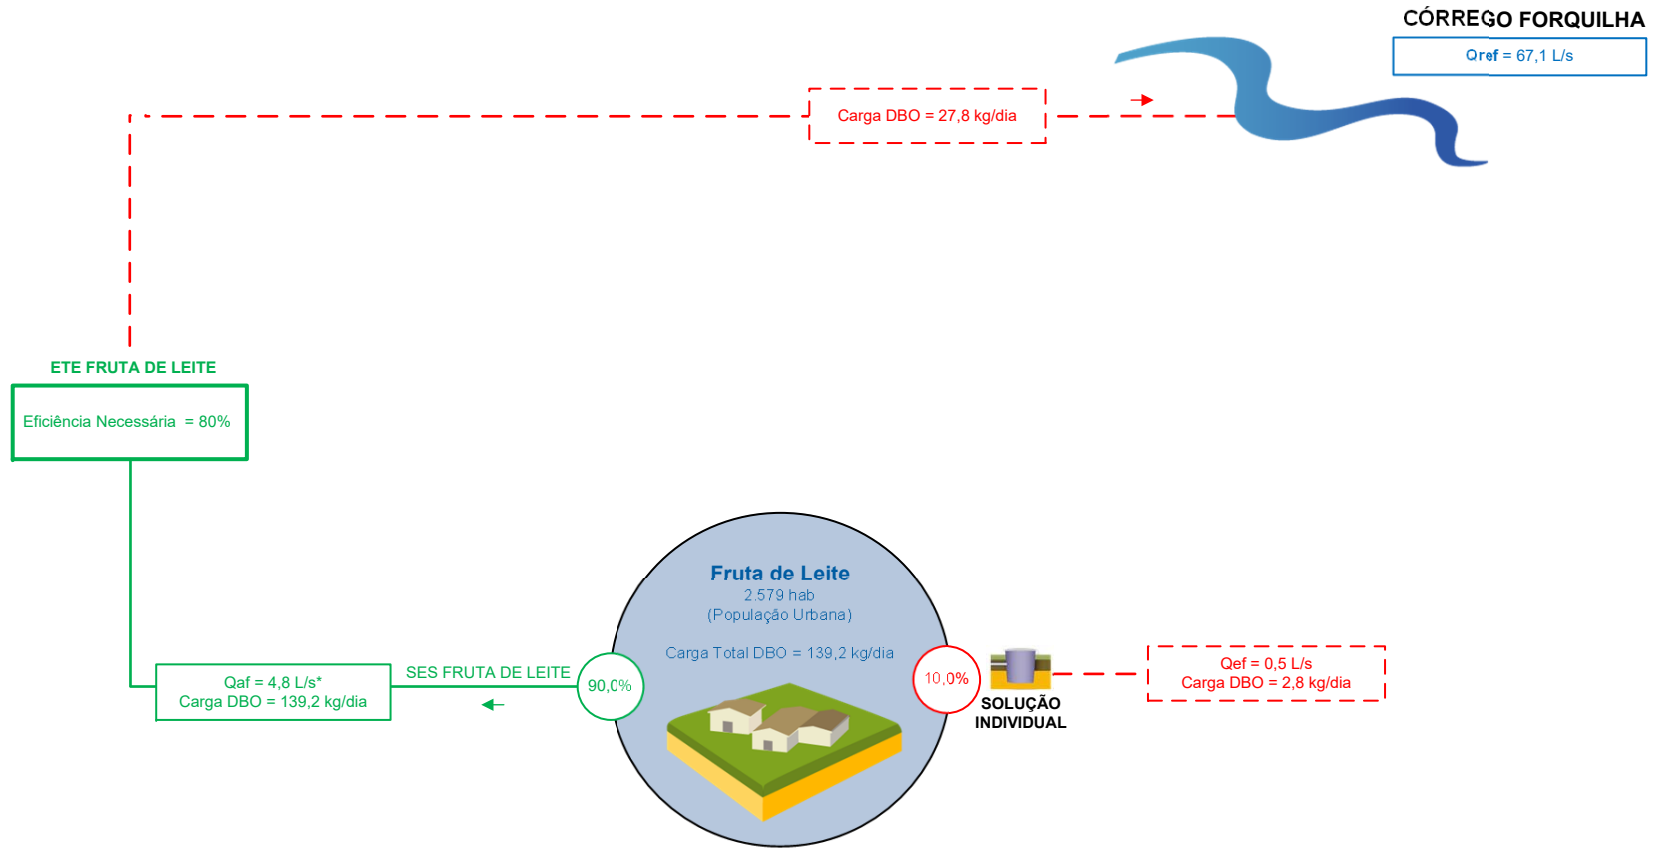 CÓRREGO FORQUILHA
Qref = 67,1 L/s
Carga DBO = 27,8 kg/dia
ETE FRUTA DE LEITE
Eficiência Necessária = 80%
Fruta de Leite
2.579 hab
(População Urbana)
Carga Total DBO = 139,2 kg/dia
SES FRUTA DE LEITE
90,0%
10,0%
Qaf = 4,8 L/s*
Carga DBO = 139,2 kg/dia
SOLUÇÃO
INDIVIDUAL
Qef = 0,5 L/s
Carga DBO = 2,8 kg/dia